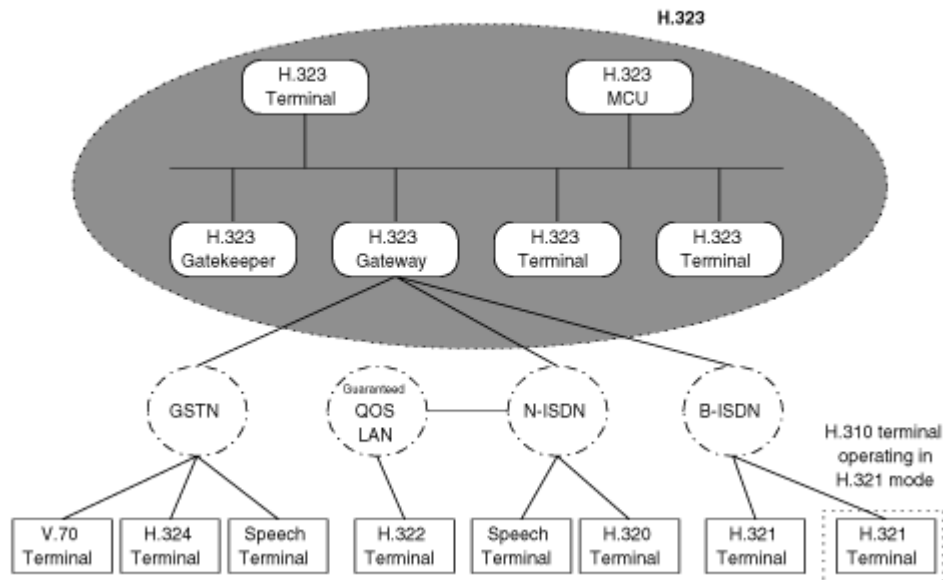 H.323
H.323
Terminal
H.323
MCU
H.323
Gatekeeper
H.323
Gateway
H.323
Terminal
H.323
Terminal
GSTN
Guaranteed
QOS
LAN
N-ISDN
B-ISDN
H.310 terminal
operating in
H.321 mode
V.70
Terminal
H.324
Terminal
Speech
Terminal
H.322
Terminal
Speech
Terminal
H.320
Terminal
H.321
Terminal
H.321
Terminal